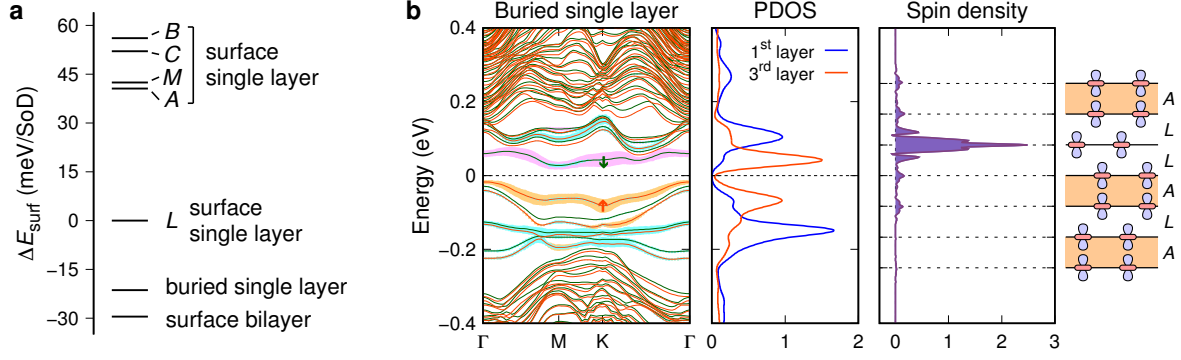 a
ΔE_surf (meV/SoD)
60
45
30
15
0
−15
−30
B
C
M
A
surface
single layer
L
surface
single layer
buried single layer
surface bilayer
b
Buried single layer
PDOS
Spin density
Energy (eV)
0.4
0.2
0
−0.2
−0.4
Γ
M
K
Γ
1st layer
3rd layer
0
1
2
0
1
2
3
A
L
L
A
L
A